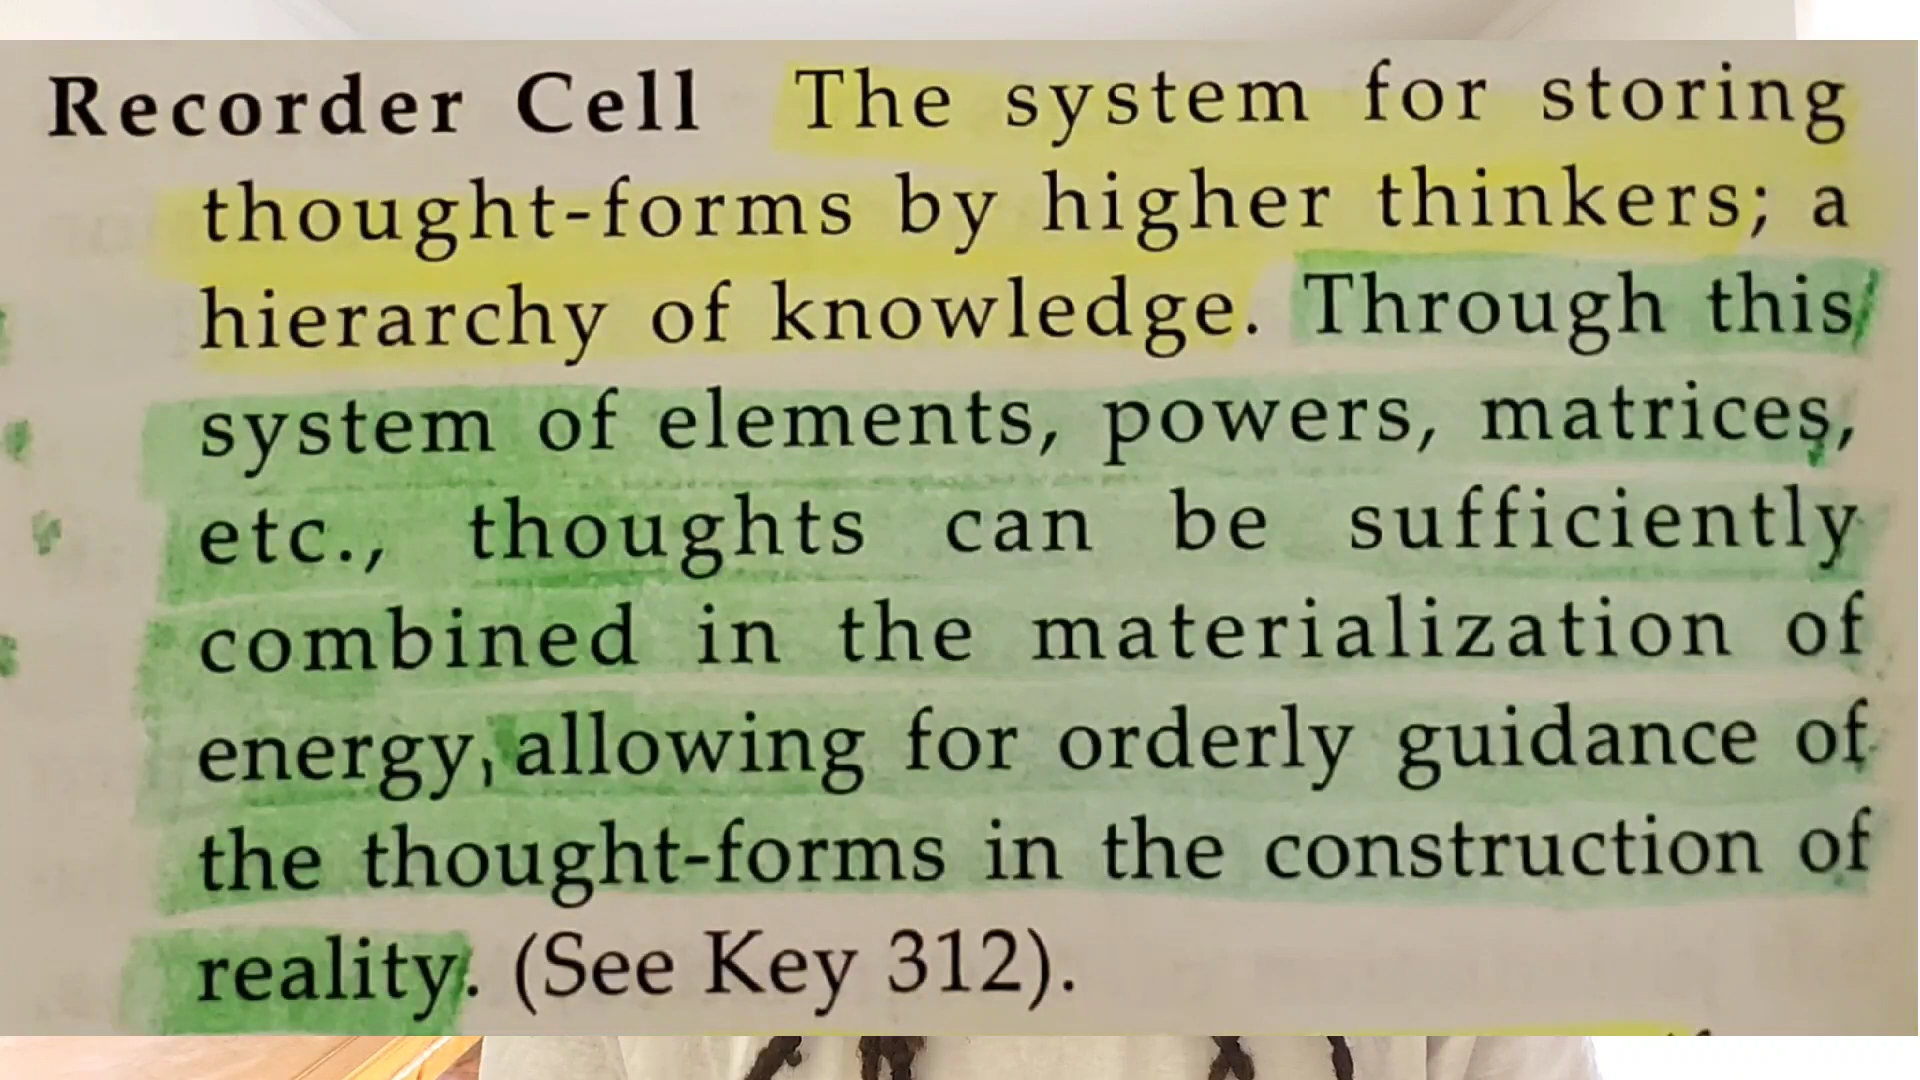 Recorder Cell The system for storing
thought-forms by higher thinkers; a
hierarchy of knowledge. Through this
system of elements, powers, matrices,
etc., thoughts can be sufficiently
combined in the materialization of
energy, allowing for orderly guidance of
the thought-forms in the construction of
reality. (See Key 312).